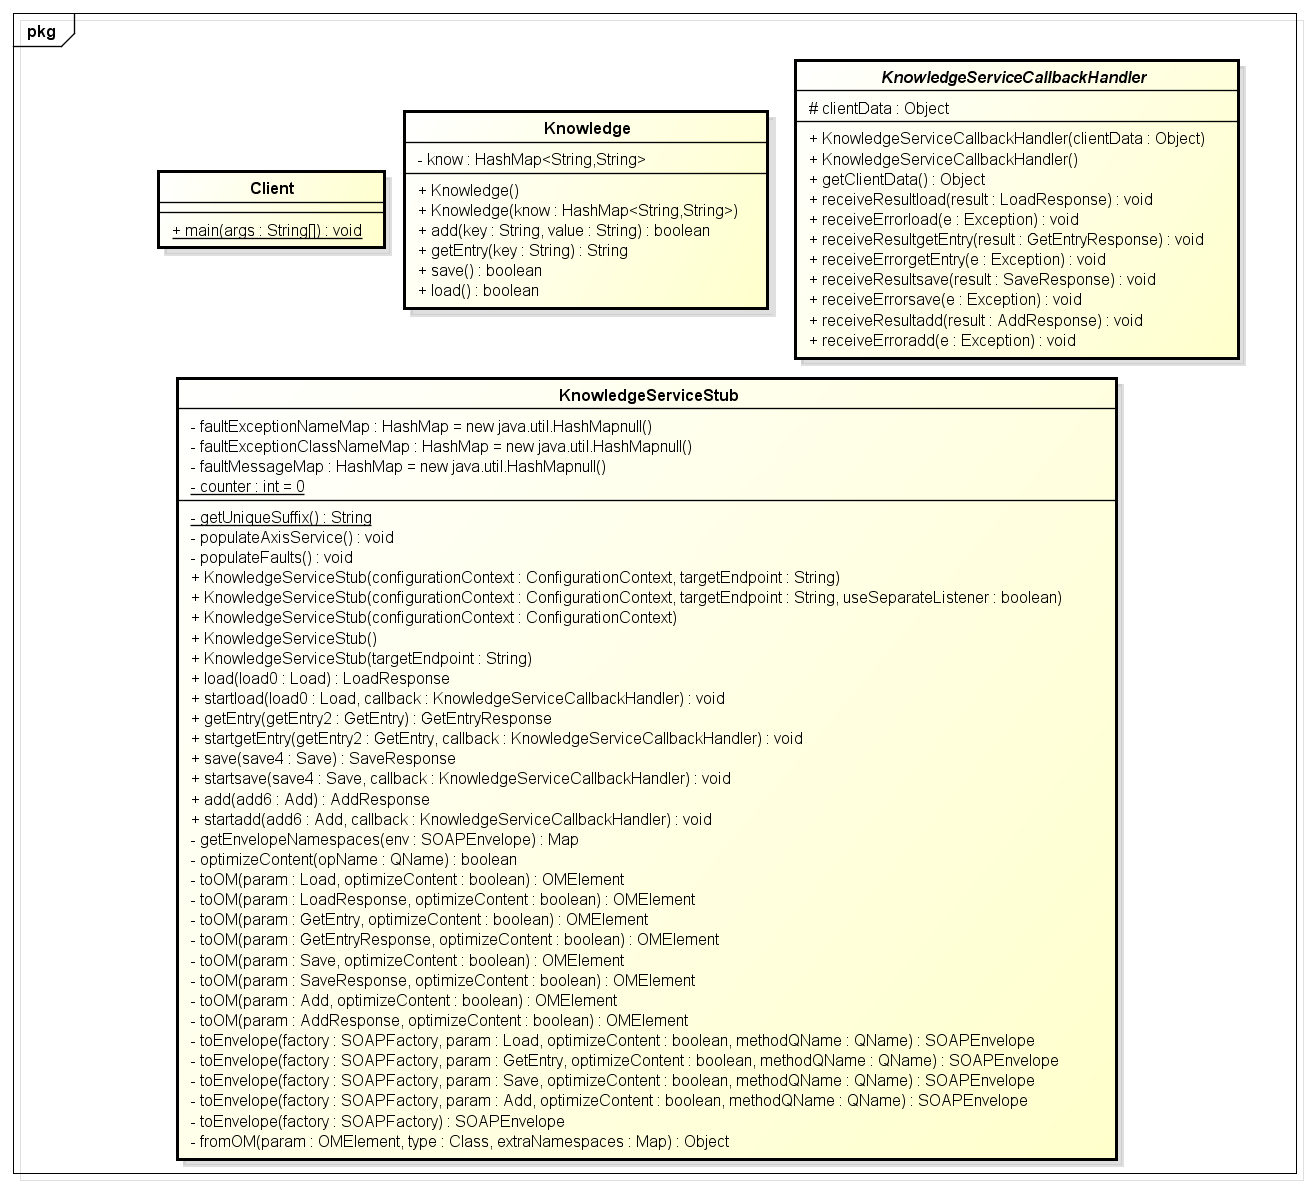 pkg
Client
+ main(args : String[]) : void
Knowledge
- know : HashMap<String,String>
+ Knowledge()
+ Knowledge(know : HashMap<String,String>)
+ add(key : String, value : String) : boolean
+ getEntry(key : String) : String
+ save() : boolean
+ load() : boolean
KnowledgeServiceCallbackHandler
# clientData : Object
+ KnowledgeServiceCallbackHandler(clientData : Object)
+ KnowledgeServiceCallbackHandler()
+ getClientData() : Object
+ receiveResultload(result : LoadResponse) : void
+ receiveErrorload(e : Exception) : void
+ receiveResultgetEntry(result : GetEntryResponse) : void
+ receiveErrorgetEntry(e : Exception) : void
+ receiveResultsave(result : SaveResponse) : void
+ receiveErrorsave(e : Exception) : void
+ receiveResultadd(result : AddResponse) : void
+ receiveErroradd(e : Exception) : void
KnowledgeServiceStub
- faultExceptionNameMap : HashMap = new java.util.HashMapnull()
- faultExceptionClassNameMap : HashMap = new java.util.HashMapnull()
- faultMessageMap : HashMap = new java.util.HashMapnull()
- counter : int = 0
- getUniqueSuffix() : String
- populateAxisService() : void
- populateFaults() : void
+ KnowledgeServiceStub(configurationContext : ConfigurationContext, targetEndpoint : String)
+ KnowledgeServiceStub(configurationContext : ConfigurationContext, targetEndpoint : String, useSeparateListener : boolean)
+ KnowledgeServiceStub(configurationContext : ConfigurationContext)
+ KnowledgeServiceStub()
+ KnowledgeServiceStub(targetEndpoint : String)
+ load(load0 : Load) : LoadResponse
+ startload(load0 : Load, callback : KnowledgeServiceCallbackHandler) : void
+ getEntry(getEntry2 : GetEntry) : GetEntryResponse
+ startgetEntry(getEntry2 : GetEntry, callback : KnowledgeServiceCallbackHandler) : void
+ save(save4 : Save) : SaveResponse
+ startsave(save4 : Save, callback : KnowledgeServiceCallbackHandler) : void
+ add(add6 : Add) : AddResponse
+ startadd(add6 : Add, callback : KnowledgeServiceCallbackHandler) : void
- getEnvelopeNamespaces(env : SOAPEnvelope) : Map
- optimizeContent(opName : QName) : boolean
- toOM(param : Load, optimizeContent : boolean) : OMElement
- toOM(param : LoadResponse, optimizeContent : boolean) : OMElement
- toOM(param : GetEntry, optimizeContent : boolean) : OMElement
- toOM(param : GetEntryResponse, optimizeContent : boolean) : OMElement
- toOM(param : Save, optimizeContent : boolean) : OMElement
- toOM(param : SaveResponse, optimizeContent : boolean) : OMElement
- toOM(param : Add, optimizeContent : boolean) : OMElement
- toOM(param : AddResponse, optimizeContent : boolean) : OMElement
- toEnvelope(factory : SOAPFactory, param : Load, optimizeContent : boolean, methodQName : QName) : SOAPEnvelope
- toEnvelope(factory : SOAPFactory, param : GetEntry, optimizeContent : boolean, methodQName : QName) : SOAPEnvelope
- toEnvelope(factory : SOAPFactory, param : Save, optimizeContent : boolean, methodQName : QName) : SOAPEnvelope
- toEnvelope(factory : SOAPFactory, param : Add, optimizeContent : boolean, methodQName : QName) : SOAPEnvelope
- toEnvelope(factory : SOAPFactory) : SOAPEnvelope
- fromOM(param : OMElement, type : Class, extraNamespaces : Map) : Object